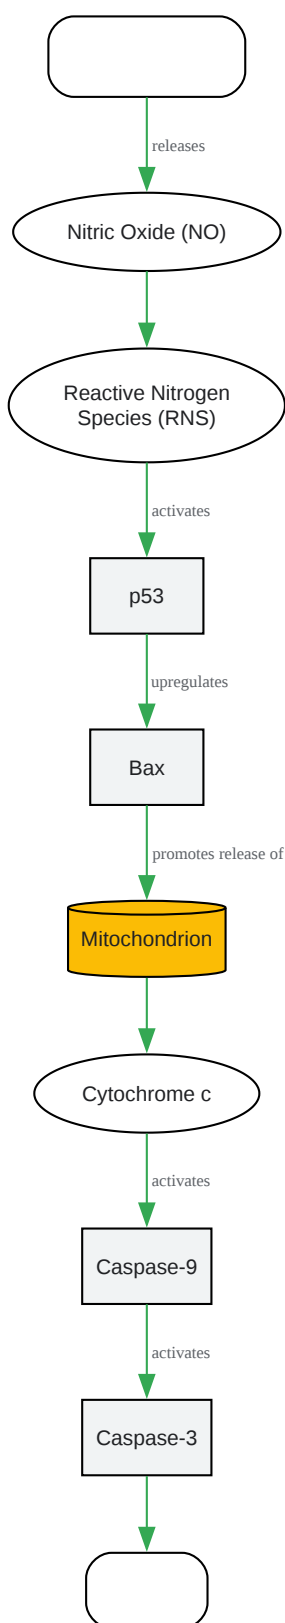 releases
Nitric Oxide (NO)
Reactive Nitrogen
Species (RNS)
activates
p53
upregulates
Bax
promotes release of
Mitochondrion
Cytochrome c
activates
Caspase-9
activates
Caspase-3